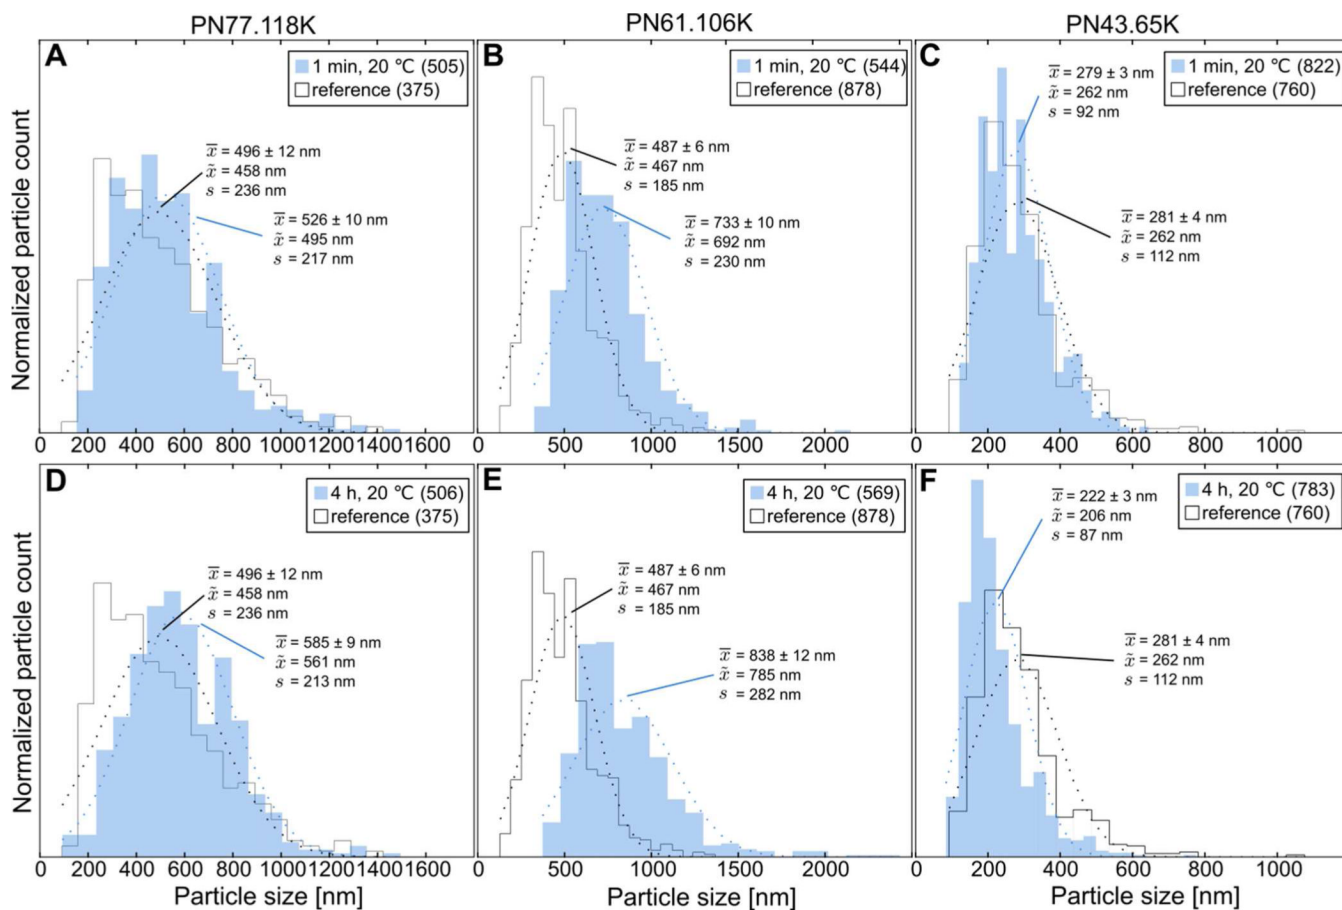 PN77.118K
PN61.106K
PN43.65K
A
1 min, 20 °C (505)
reference (375)
x̅ = 496 ± 12 nm
x̃ = 458 nm
s = 236 nm
x̅ = 526 ± 10 nm
x̃ = 495 nm
s = 217 nm
Normalized particle count
0 200 400 600 800 1000 1200 1400 1600
B
1 min, 20 °C (544)
reference (878)
x̅ = 487 ± 6 nm
x̃ = 467 nm
s = 185 nm
x̅ = 733 ± 10 nm
x̃ = 692 nm
s = 230 nm
0 500 1000 1500 2000
C
1 min, 20 °C (822)
reference (760)
x̅ = 279 ± 3 nm
x̃ = 262 nm
s = 92 nm
x̅ = 281 ± 4 nm
x̃ = 262 nm
s = 112 nm
0 200 400 600 800 1000
D
4 h, 20 °C (506)
reference (375)
x̅ = 496 ± 12 nm
x̃ = 458 nm
s = 236 nm
x̅ = 585 ± 9 nm
x̃ = 561 nm
s = 213 nm
Normalized particle count
0 200 400 600 800 1000 1200 1400 1600
Particle size [nm]
E
4 h, 20 °C (569)
reference (878)
x̅ = 487 ± 6 nm
x̃ = 467 nm
s = 185 nm
x̅ = 838 ± 12 nm
x̃ = 785 nm
s = 282 nm
0 500 1000 1500 2000
Particle size [nm]
F
4 h, 20 °C (783)
reference (760)
x̅ = 222 ± 3 nm
x̃ = 206 nm
s = 87 nm
x̅ = 281 ± 4 nm
x̃ = 262 nm
s = 112 nm
0 200 400 600 800 1000
Particle size [nm]